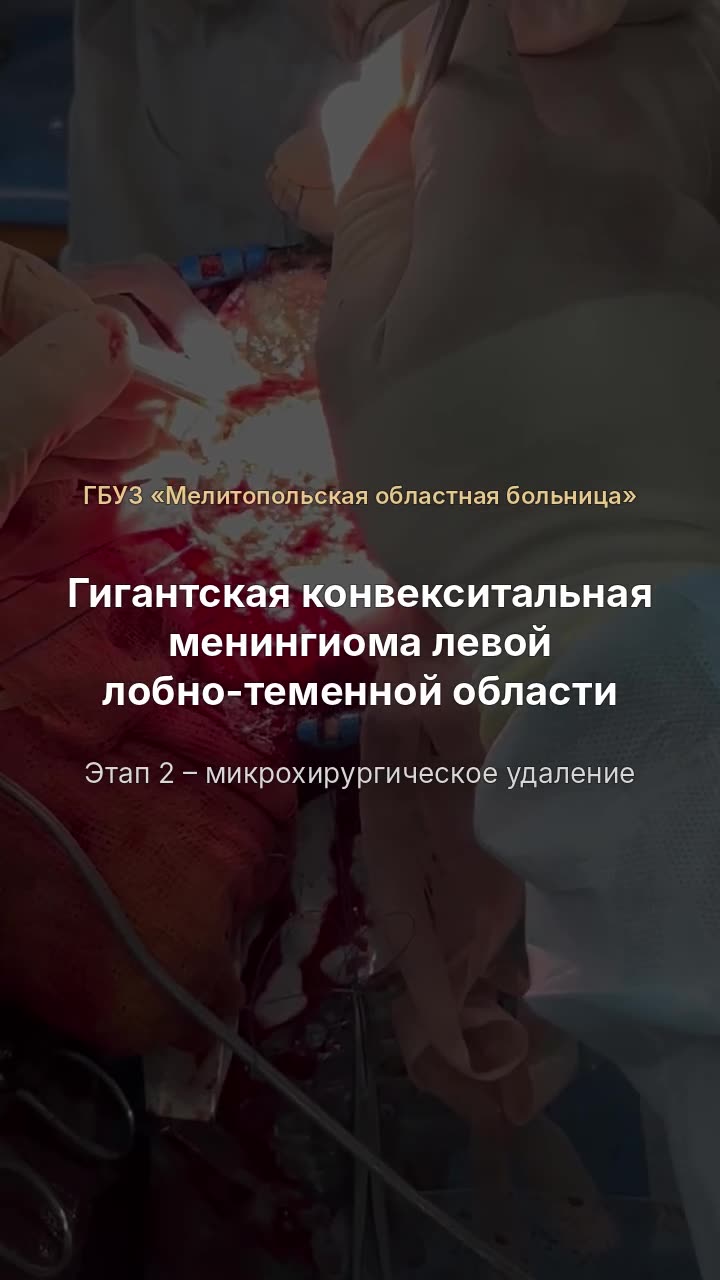 ГБУЗ «Мелитопольская областная больница»
Гигантская конвекситальная
менингиома левой
лобно-теменной области
Этап 2 – микрохирургическое удаление